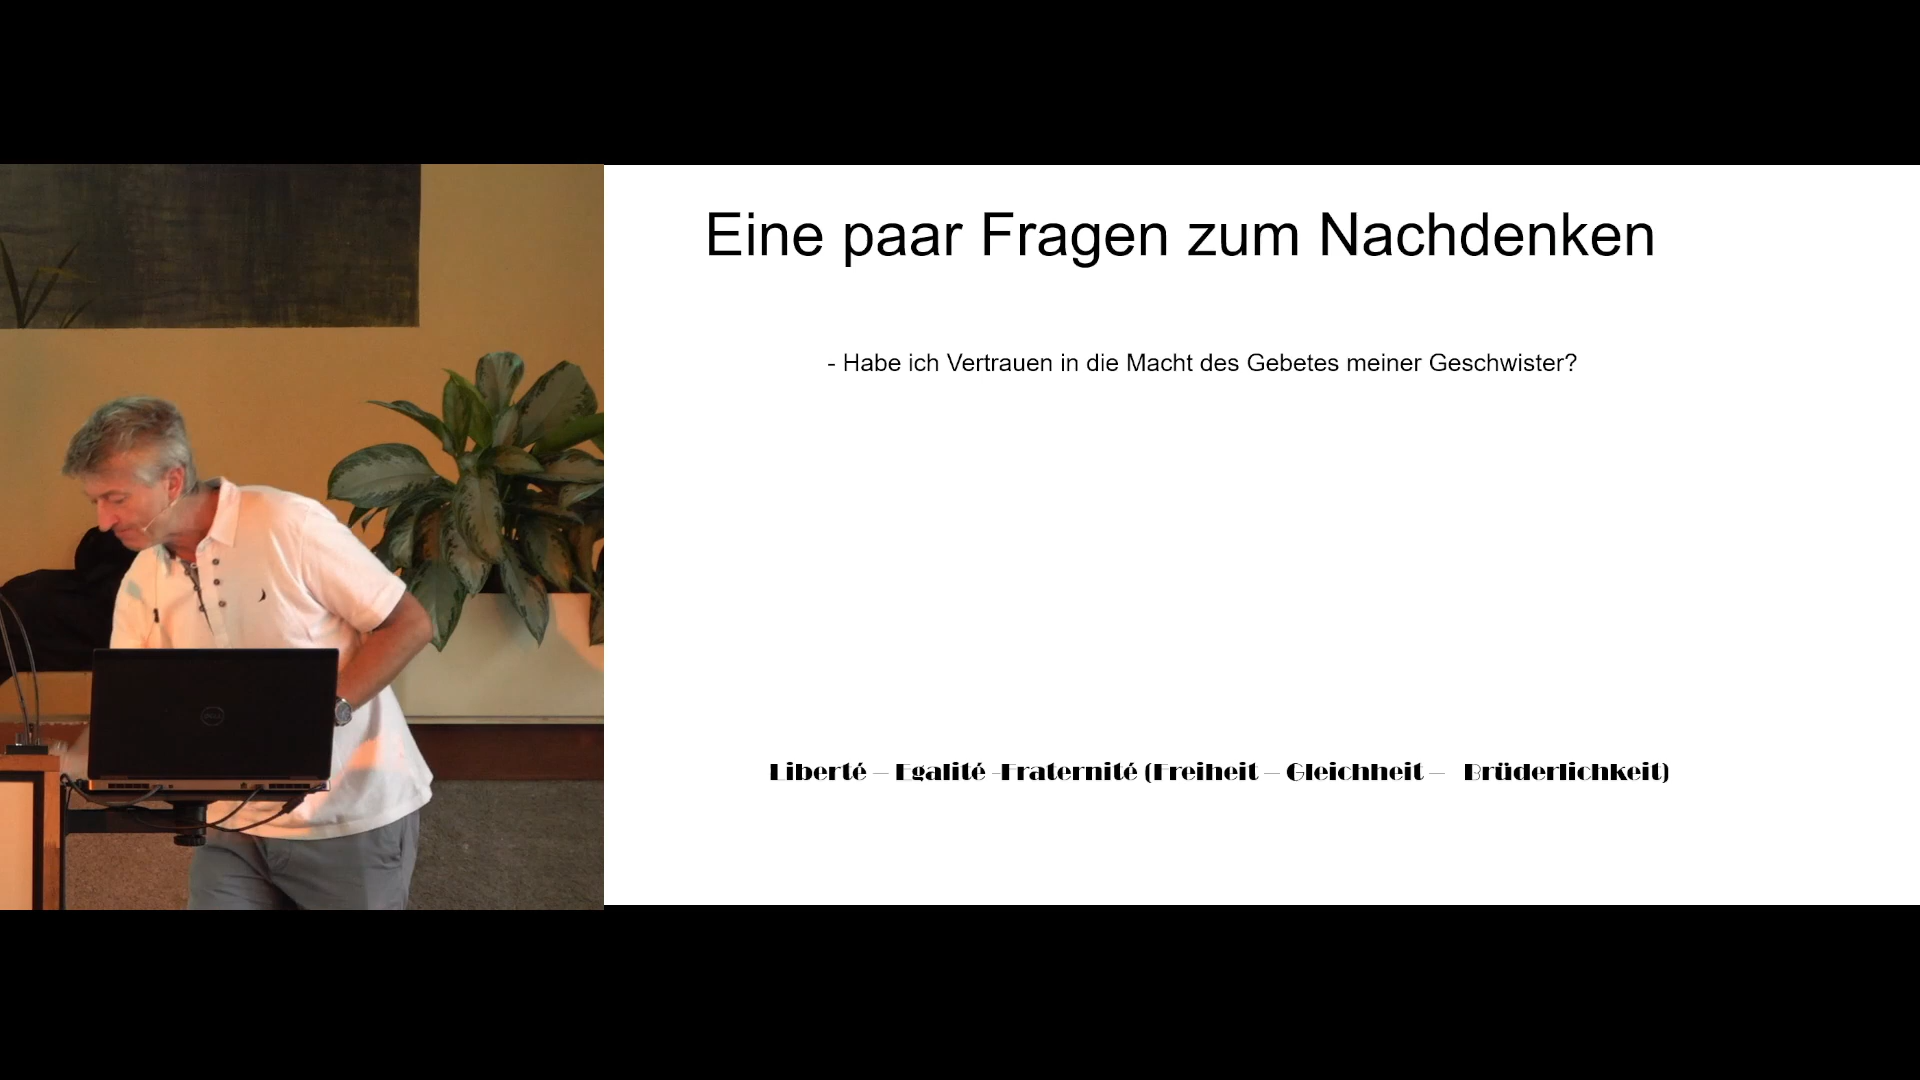 Eine paar Fragen zum Nachdenken
- Habe ich Vertrauen in die Macht des Gebetes meiner Geschwister?
Liberté – Egalité -Fraternité (Freiheit – Gleichheit – Brüderlichkeit)
DELL